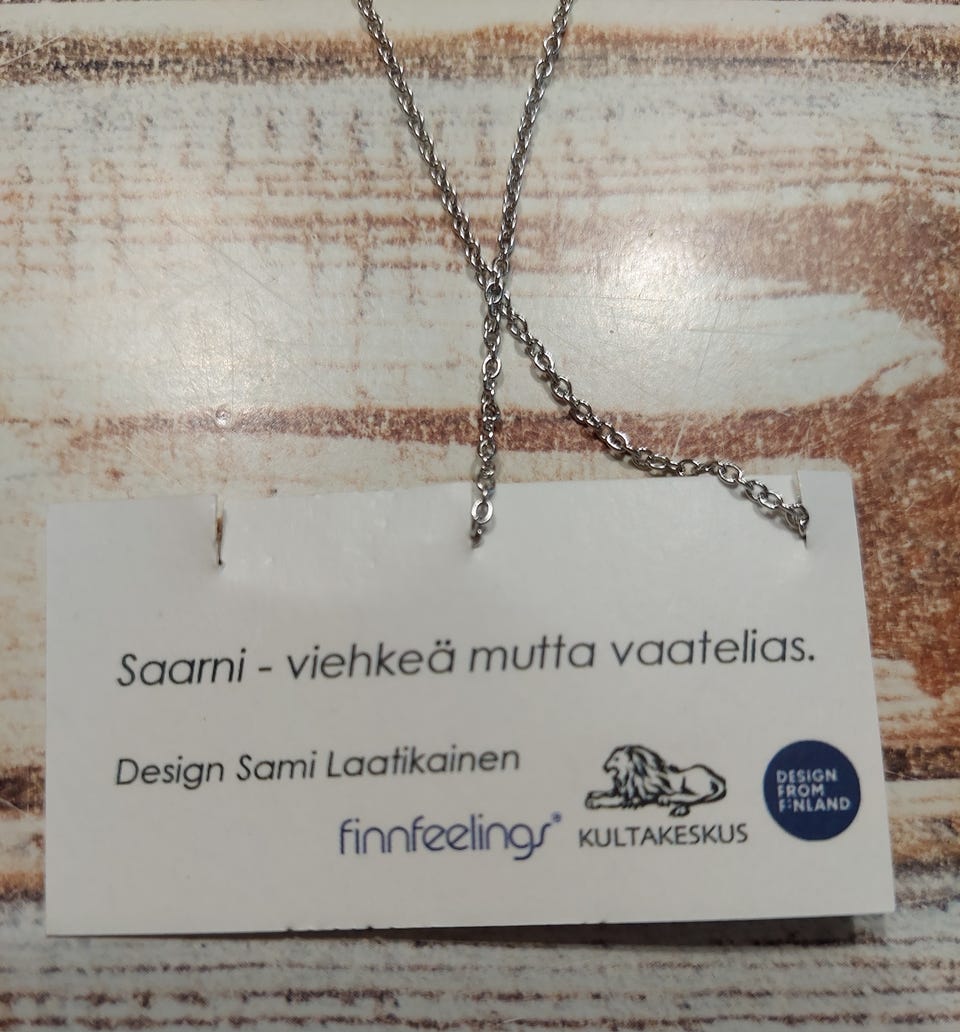 Saarni - viehkeä mutta vaatelias.
Design Sami Laatikainen
finnfeelings®
KULTAKESKUS
DESIGN
FROM
FINLAND